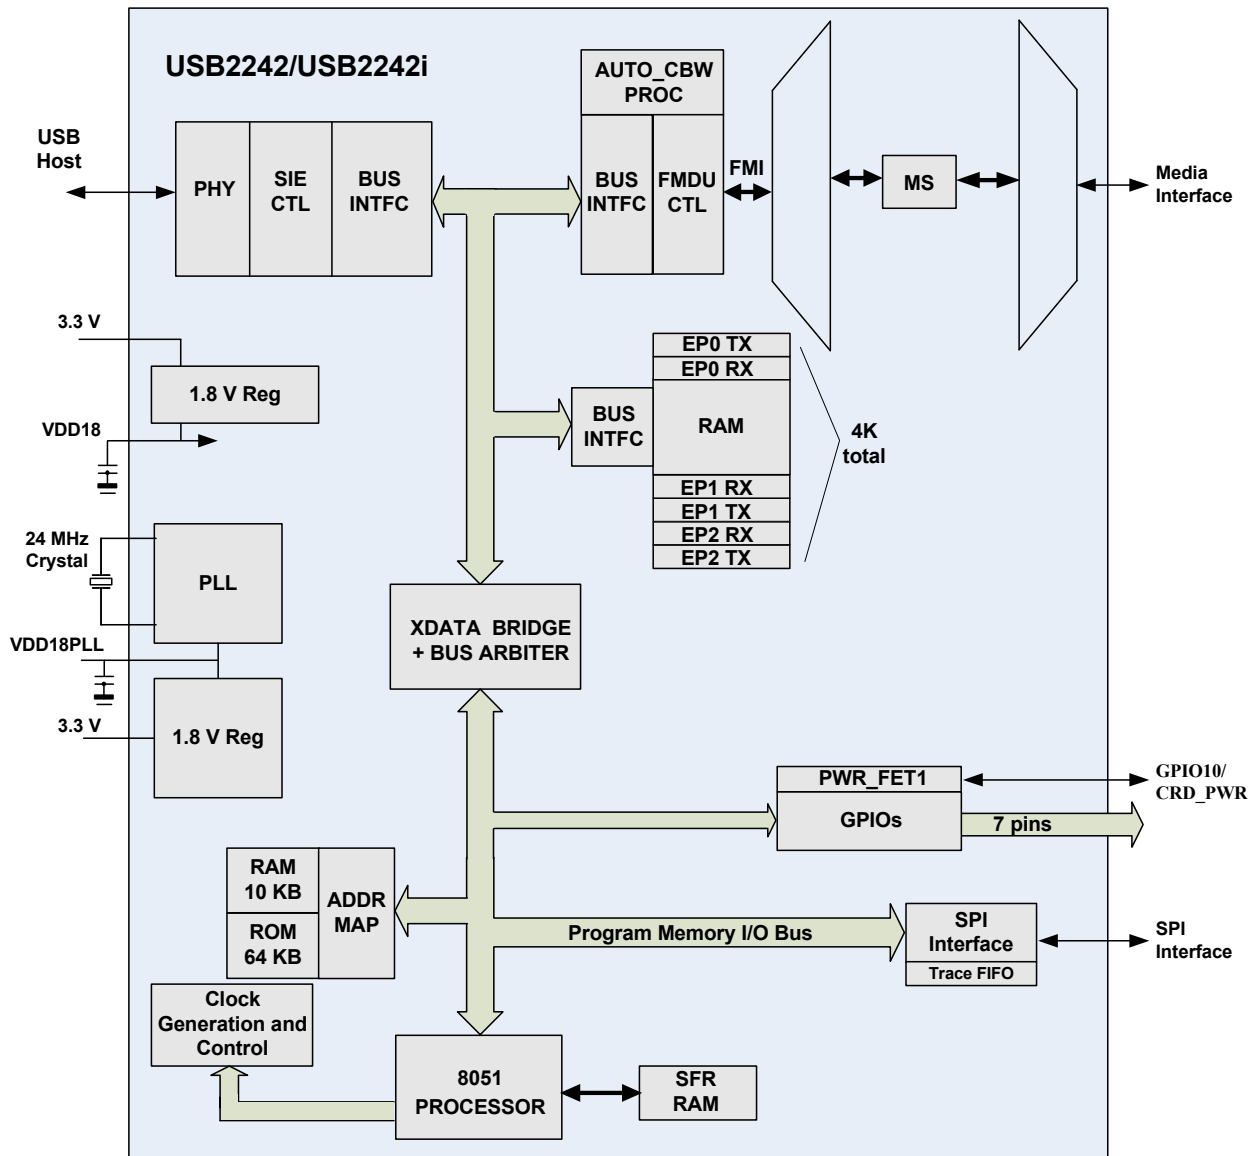 USB2242/USB2242i
AUTO_CBW
PROC
USB
Host
PHY
SIE
CTL
BUS
INTFC
BUS
INTFC
FMDU
CTL
FMI
MS
Media
Interface
3.3 V
1.8 V Reg
VDD18
EP0 TX
EP0 RX
BUS
INTFC
RAM
4K
total
EP1 RX
EP1 TX
EP2 RX
EP2 TX
24 MHz
Crystal
PLL
VDD18PLL
3.3 V
1.8 V Reg
XDATA BRIDGE
+ BUS ARBITER
PWR_FET1
GPIOs
7 pins
GPIO10/
CRD_PWR
RAM
10 KB
ROM
64 KB
ADDR
MAP
Program Memory I/O Bus
SPI
Interface
Trace FIFO
SPI
Interface
Clock
Generation and
Control
8051
PROCESSOR
SFR
RAM